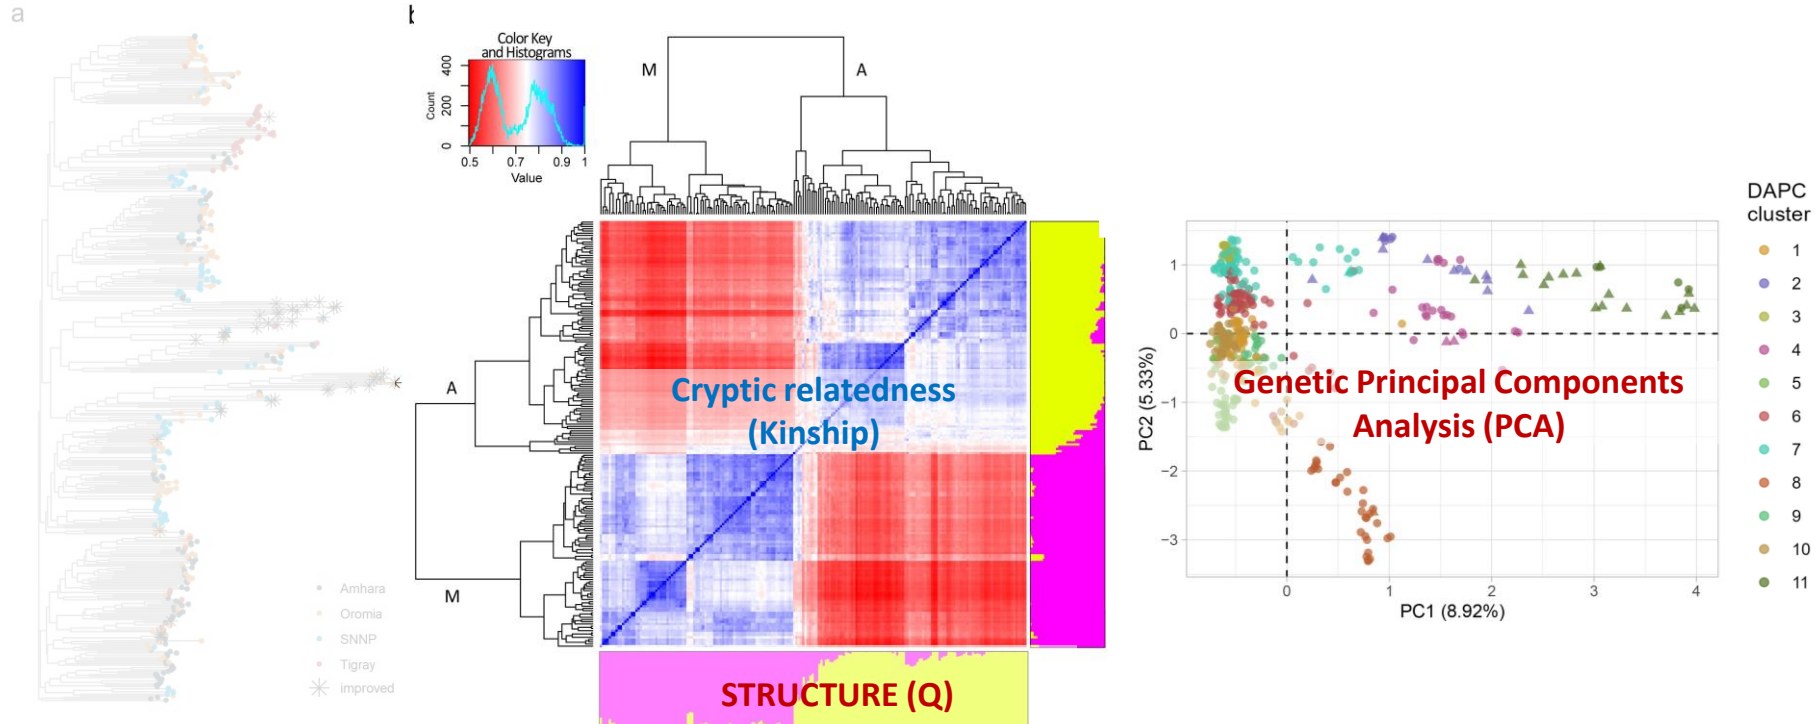 a
b
Color Key
and Histograms
Count
0
200
400
0.5
0.7
0.9
1
Value
M
A
A
M
Cryptic relatedness
(Kinship)
STRUCTURE (Q)
Amhara
Oromia
SNNP
Tigray
improved
Genetic Principal Components
Analysis (PCA)
PC2 (5.33%)
1
0
−1
−2
−3
0
1
2
3
4
PC1 (8.92%)
DAPC
cluster
1
2
3
4
5
6
7
8
9
10
11